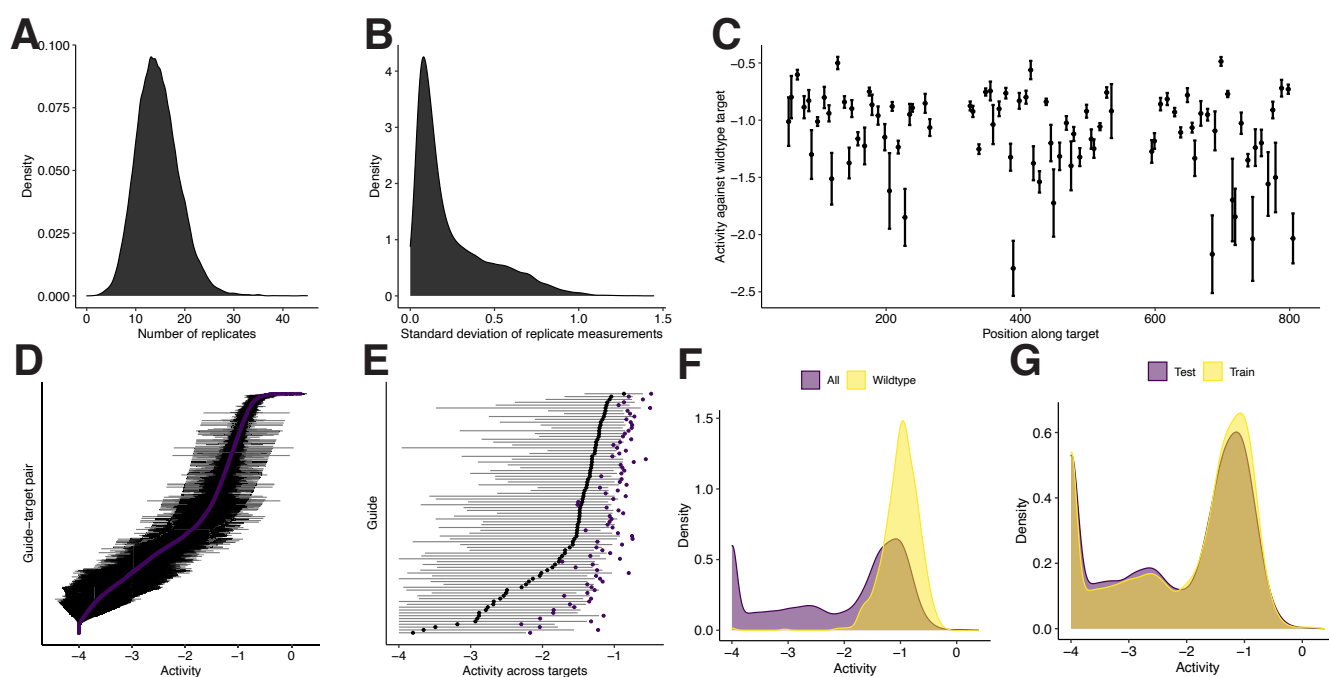 A
0.100
0.075
0.050
0.025
0.000
Density
0 10 20 30 40
Number of replicates
B
4
3
2
1
0
Density
0.0 0.5 1.0 1.5
Standard deviation of replicate measurements
C
−0.5
−1.0
−1.5
−2.0
−2.5
Activity against wildtype target
200 400 600 800
Position along target
D
Guide−target pair
−4 −3 −2 −1 0
Activity
E
Guide
−4 −3 −2 −1
Activity across targets
F
All Wildtype
1.5
1.0
0.5
0.0
Density
−4 −3 −2 −1 0
Activity
G
Test Train
0.6
0.4
0.2
0.0
Density
−4 −3 −2 −1 0
Activity